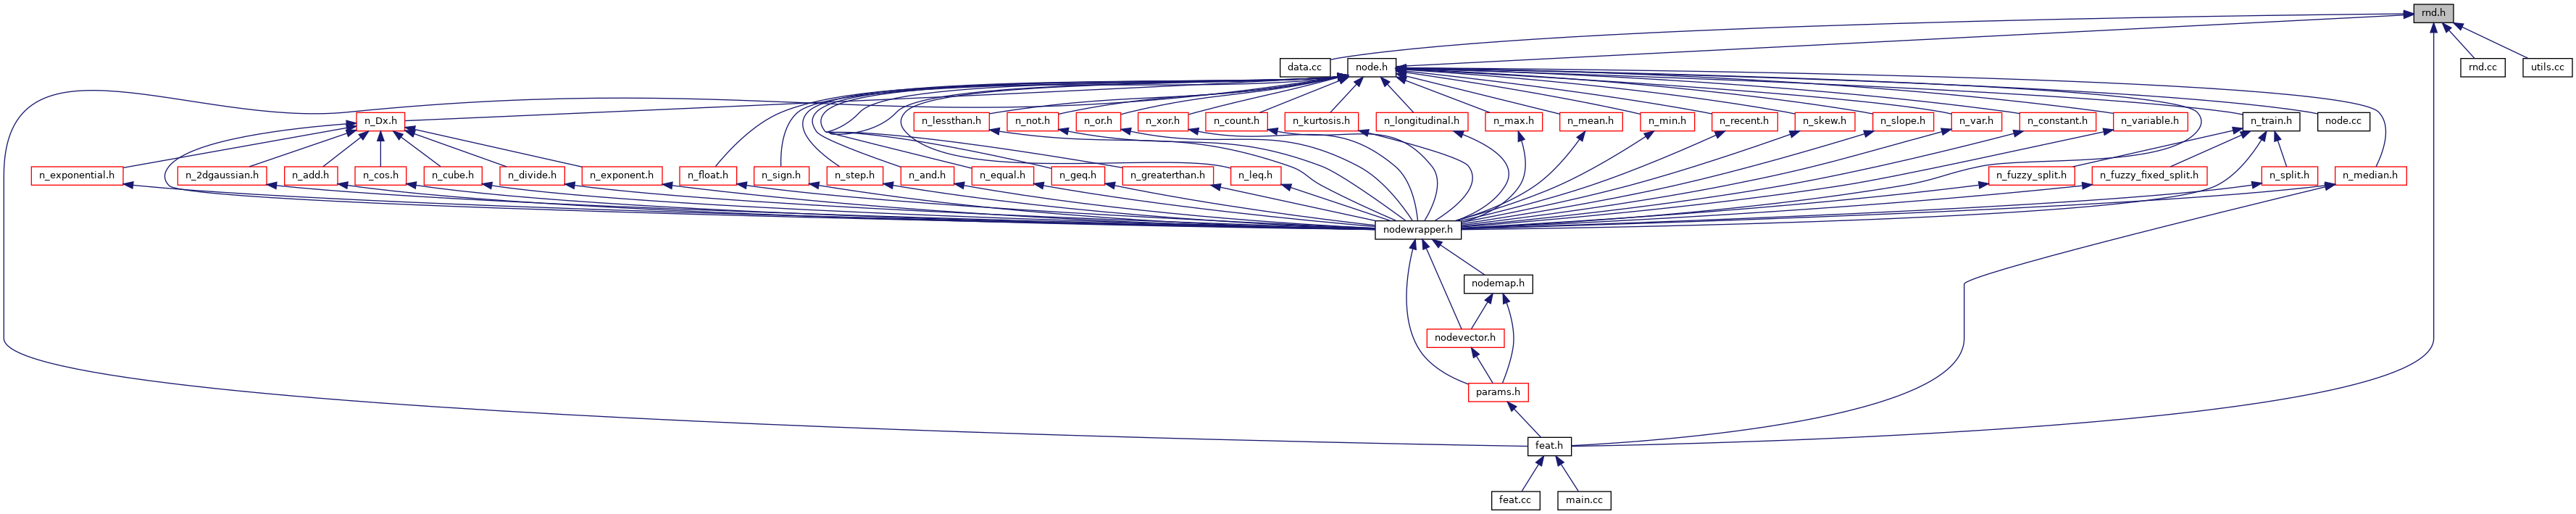 rnd.h
data.cc
node.h
rnd.cc
utils.cc
n_Dx.h
n_lessthan.h
n_not.h
n_or.h
n_xor.h
n_count.h
n_kurtosis.h
n_longitudinal.h
n_max.h
n_mean.h
n_min.h
n_recent.h
n_skew.h
n_slope.h
n_var.h
n_constant.h
n_variable.h
n_train.h
node.cc
n_exponential.h
n_2dgaussian.h
n_add.h
n_cos.h
n_cube.h
n_divide.h
n_exponent.h
n_float.h
n_sign.h
n_step.h
n_and.h
n_equal.h
n_geq.h
n_greaterthan.h
n_leq.h
n_fuzzy_split.h
n_fuzzy_fixed_split.h
n_split.h
n_median.h
nodewrapper.h
nodemap.h
nodevector.h
params.h
feat.h
feat.cc
main.cc